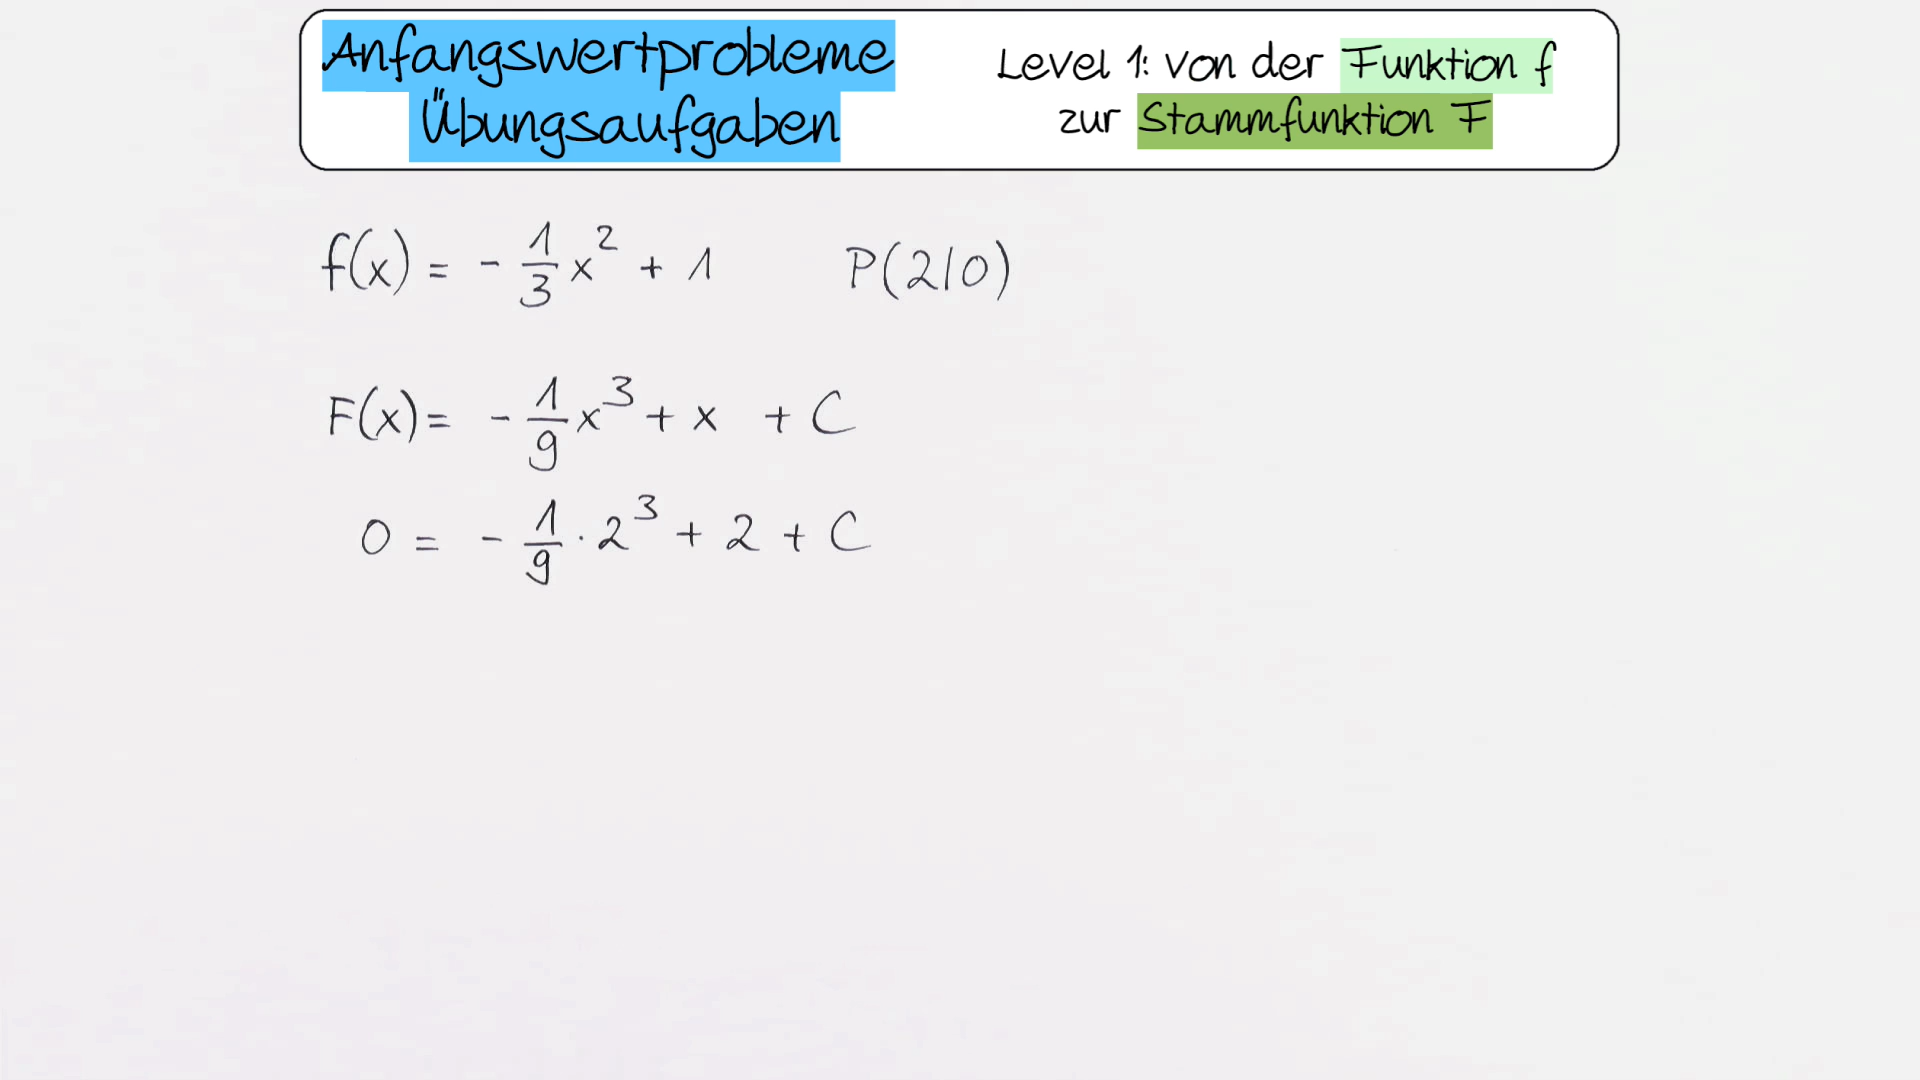 Anfangswertprobleme
Übungsaufgaben
Level 1: von der Funktion f
zur Stammfunktion F
f(x) = - 1/3 x² + 1 P(2|0)
F(x) = - 1/9 x³ + x + C
0 = - 1/9 · 2³ + 2 + C